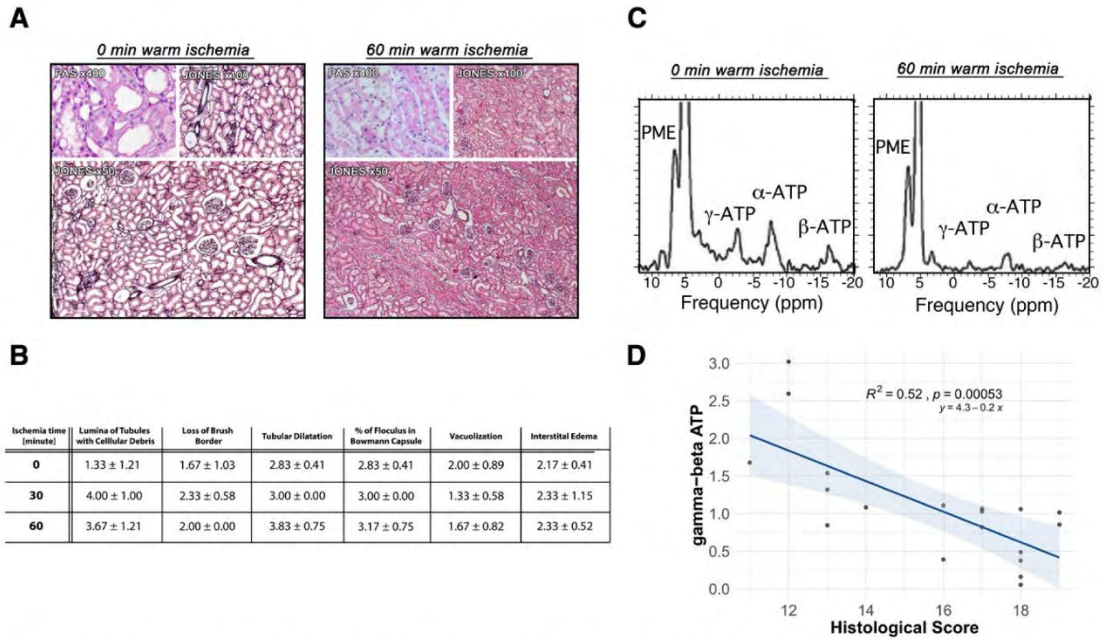 A
0 min warm ischemia
60 min warm ischemia
PAS x400
JONES x100
PAS x400
JONES x100
JONES x50
JONES x50
B
Ischemia time [minute]
Lumina of Tubules with Celllular Debris
Loss of Brush Border
Tubular Dilatation
% of Floculus in Bowmann Capsule
Vacuolization
Interstital Edema
0 1.33 ± 1.21 1.67 ± 1.03 2.83 ± 0.41 2.83 ± 0.41 2.00 ± 0.89 2.17 ± 0.41
30 4.00 ± 1.00 2.33 ± 0.58 3.00 ± 0.00 3.00 ± 0.00 1.33 ± 0.58 2.33 ± 1.15
60 3.67 ± 1.21 2.00 ± 0.00 3.83 ± 0.75 3.17 ± 0.75 1.67 ± 0.82 2.33 ± 0.52
C
0 min warm ischemia
60 min warm ischemia
PME
γ-ATP
α-ATP
β-ATP
10 5 0 -5 -10 -15 -20
Frequency (ppm)
PME
γ-ATP
α-ATP
β-ATP
10 5 0 -5 -10 -15 -20
Frequency (ppm)
D
gamma-beta ATP
3.0
2.5
2.0
1.5
1.0
0.5
0.0
R² = 0.52 , p = 0.00053
y = 4.3 – 0.2 x
12 14 16 18
Histological Score